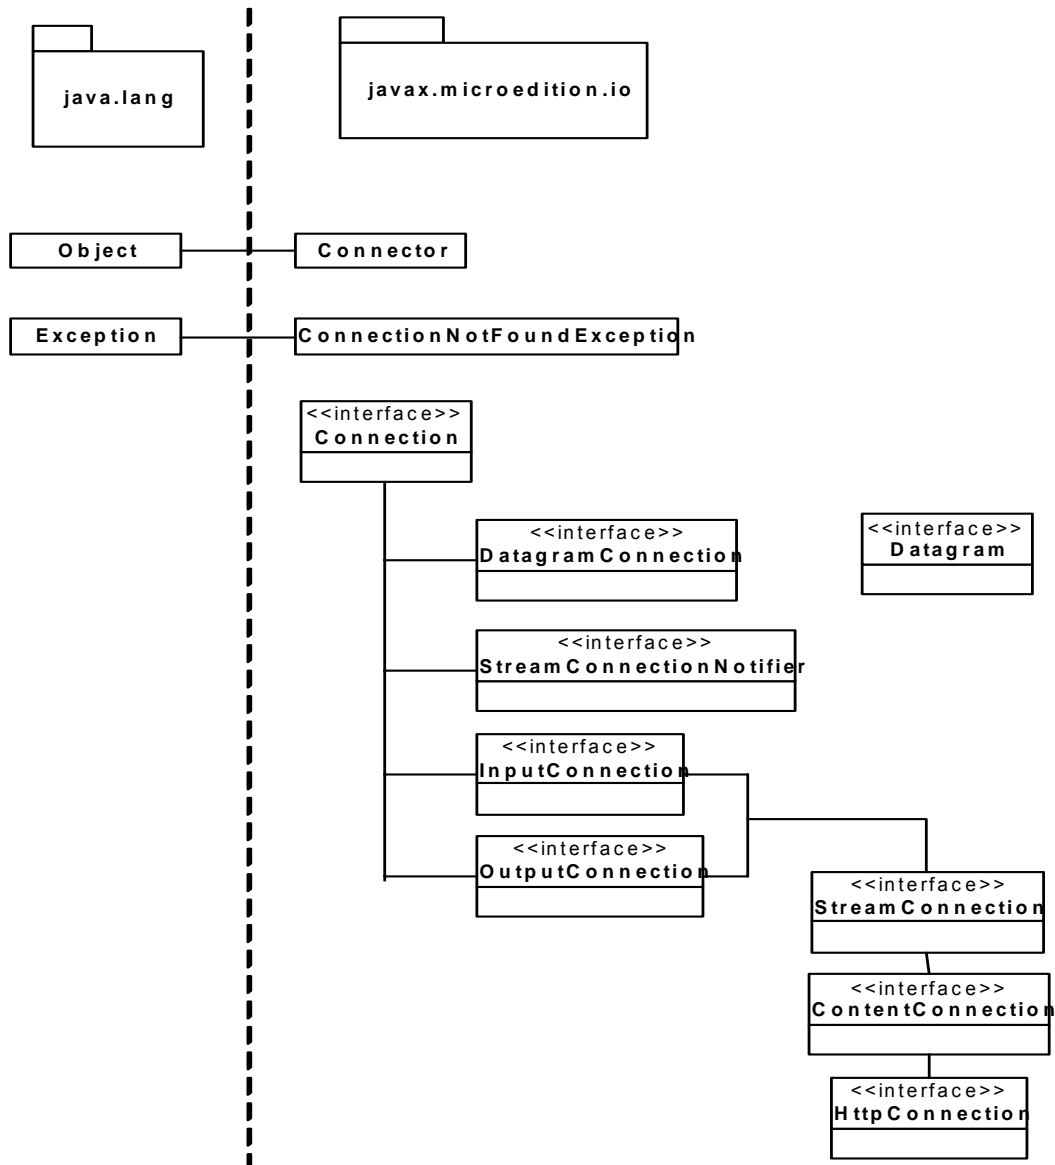 java.lang
javax.microedition.io
Object
Connector
Exception
ConnectionNotFoundException
<<interface>>
Connection
<<interface>>
DatagramConnection
<<interface>>
Datagram
<<interface>>
StreamConnectionNotifier
<<interface>>
InputConnection
<<interface>>
OutputConnection
<<interface>>
StreamConnection
<<interface>>
ContentConnection
<<interface>>
HttpConnection